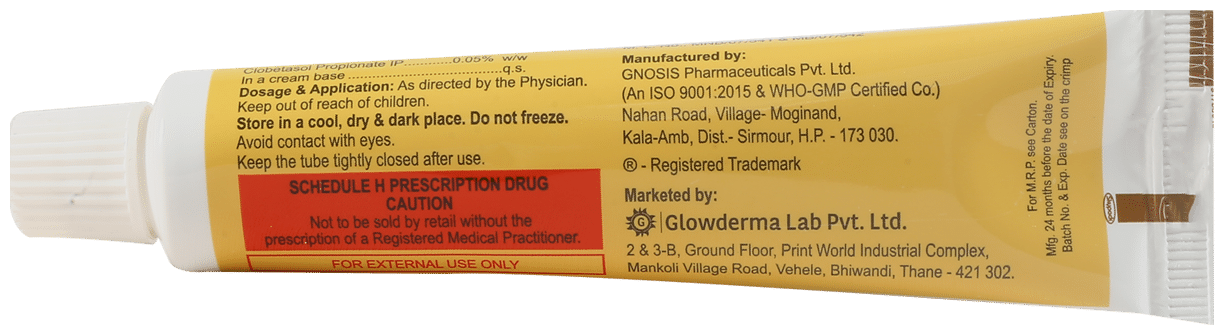 Clobetasol Propionate IP.............0.05% w/w
In a cream base.......................................q.s.
Dosage & Application: As directed by the Physician.
Keep out of reach of children.
Store in a cool, dry & dark place. Do not freeze.
Avoid contact with eyes.
Keep the tube tightly closed after use.
SCHEDULE H PRESCRIPTION DRUG
CAUTION
Not to be sold by retail without the
prescription of a Registered Medical Practitioner.
FOR EXTERNAL USE ONLY
Manufactured by:
GNOSIS Pharmaceuticals Pvt. Ltd.
(An ISO 9001:2015 & WHO-GMP Certified Co.)
Nahan Road, Village- Moginand,
Kala-Amb, Dist.- Sirmour, H.P. - 173 030.
® - Registered Trademark
Marketed by:
G Glowderma Lab Pvt. Ltd.
2 & 3-B, Ground Floor, Print World Industrial Complex,
Mankoli Village Road, Vehele, Bhiwandi, Thane - 421 302.
For M.R.P. see Carton.
Mfg. 24 months before the date of Expiry.
Batch No. & Exp. Date see on the crimp